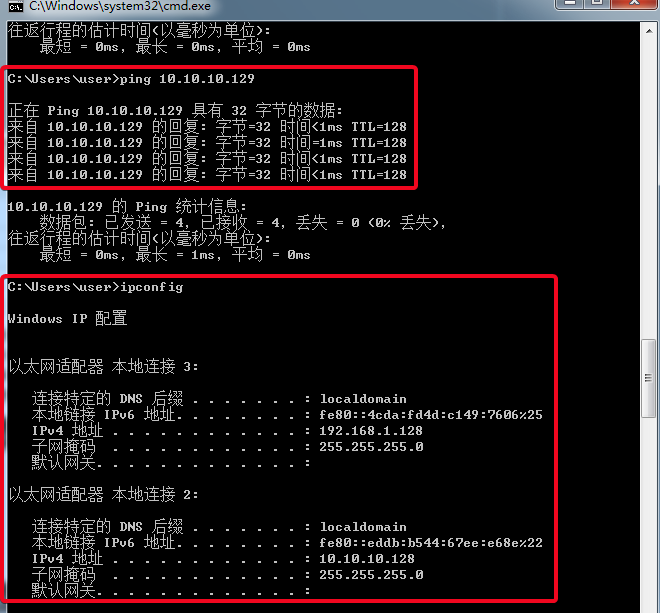 C:\Windows\system32\cmd.exe
往返行程的估计时间(以毫秒为单位):
    最短 = 0ms，最长 = 0ms，平均 = 0ms
C:\Users\user>ping 10.10.10.129
正在 Ping 10.10.10.129 具有 32 字节的数据:
来自 10.10.10.129 的回复: 字节=32 时间<1ms TTL=128
来自 10.10.10.129 的回复: 字节=32 时间=1ms TTL=128
来自 10.10.10.129 的回复: 字节=32 时间<1ms TTL=128
来自 10.10.10.129 的回复: 字节=32 时间<1ms TTL=128
10.10.10.129 的 Ping 统计信息:
    数据包: 已发送 = 4，已接收 = 4，丢失 = 0 (0% 丢失)，
往返行程的估计时间(以毫秒为单位):
    最短 = 0ms，最长 = 1ms，平均 = 0ms
C:\Users\user>ipconfig
Windows IP 配置
以太网适配器 本地连接 3:
   连接特定的 DNS 后缀 . . . . . . . : localdomain
   本地链接 IPv6 地址. . . . . . . . : fe80::4cda:fd4d:c149:7606%25
   IPv4 地址 . . . . . . . . . . . . : 192.168.1.128
   子网掩码  . . . . . . . . . . . . : 255.255.255.0
   默认网关. . . . . . . . . . . . . :
以太网适配器 本地连接 2:
   连接特定的 DNS 后缀 . . . . . . . : localdomain
   本地链接 IPv6 地址. . . . . . . . : fe80::eddb:b544:67ee:e68e%22
   IPv4 地址 . . . . . . . . . . . . : 10.10.10.128
   子网掩码  . . . . . . . . . . . . : 255.255.255.0
   默认网关. . . . . . . . . . . . . :